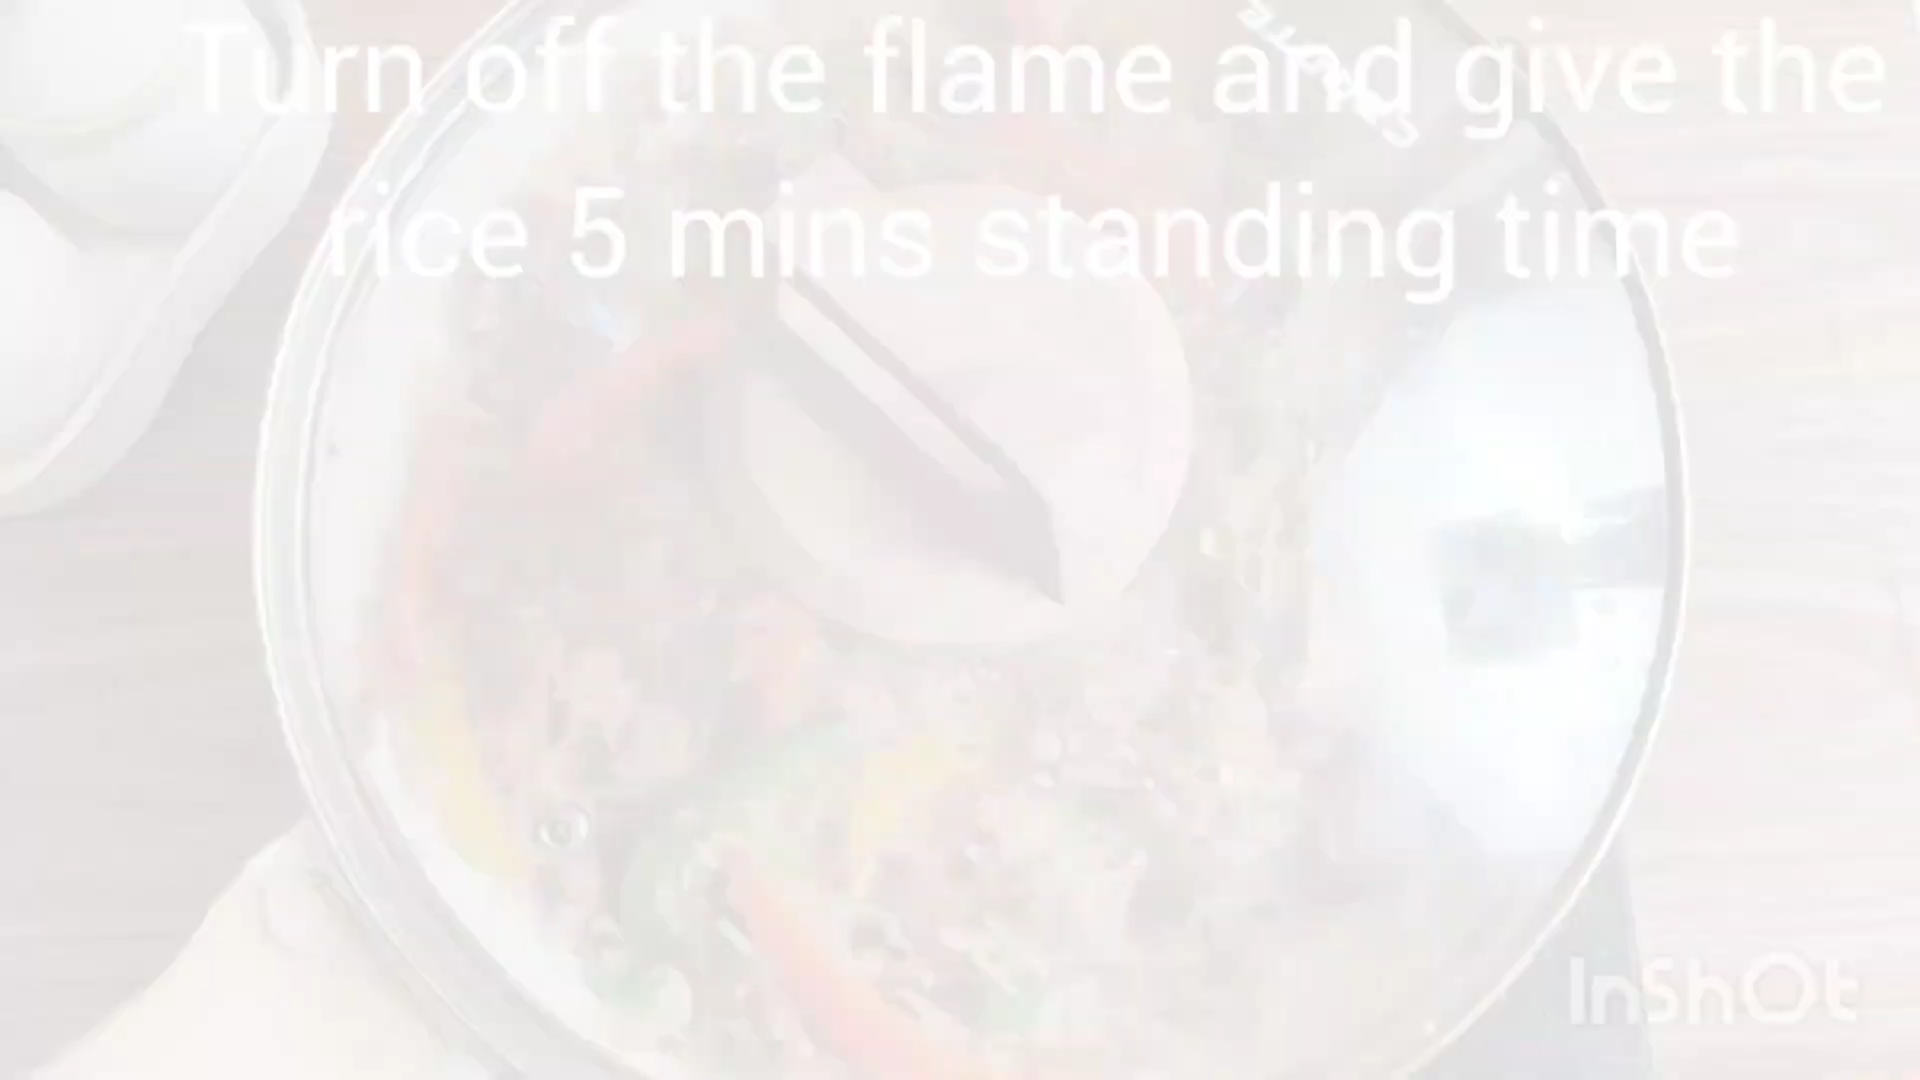 Turn off the flame and give the
rice 5 mins standing time
InShOt